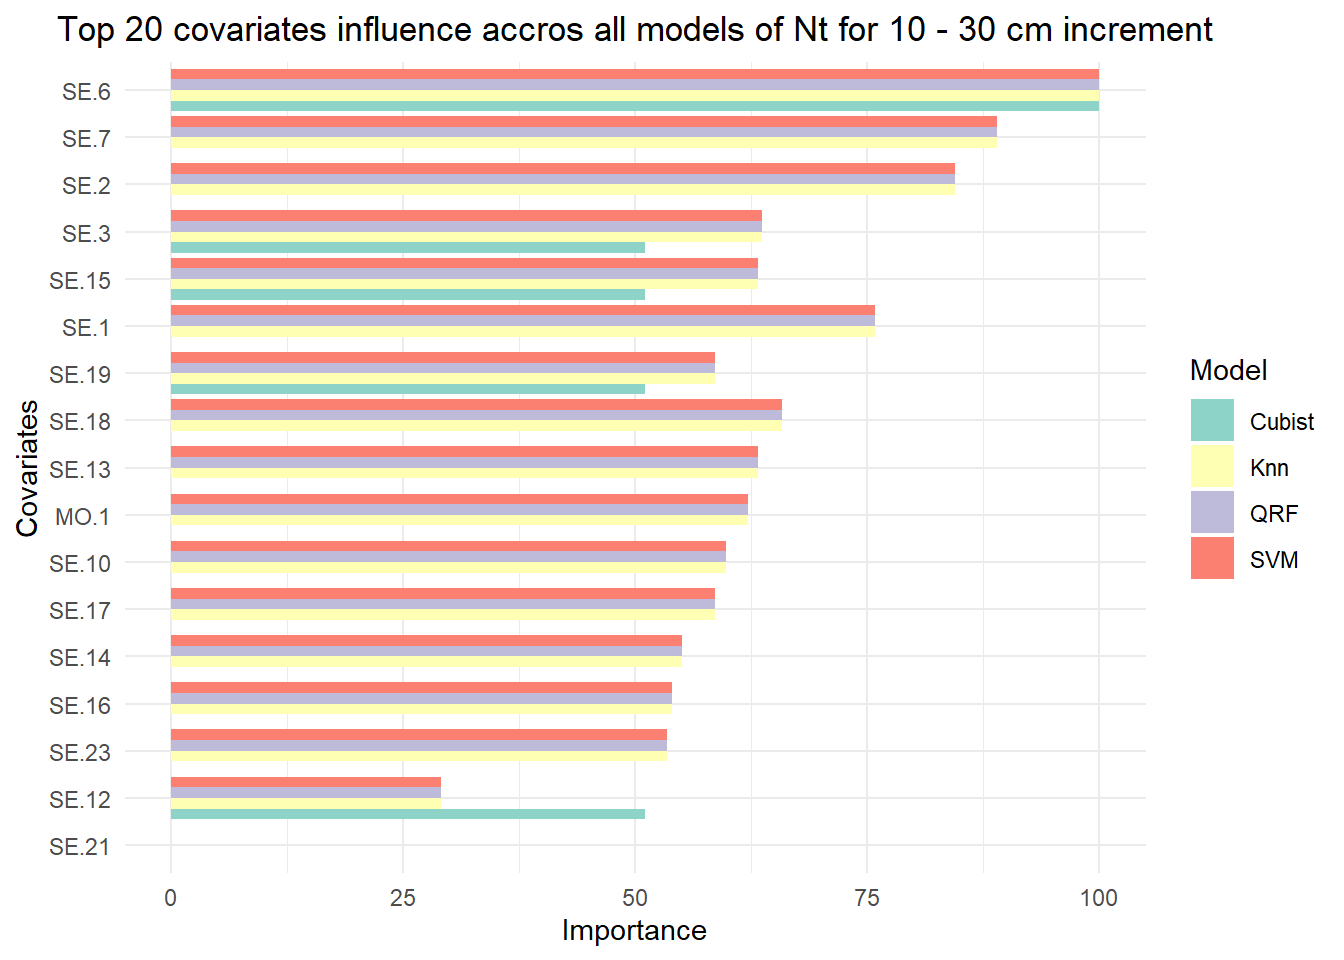 Top 20 covariates influence accros all models of Nt for 10 - 30 cm increment
Covariates
SE.6
SE.7
SE.2
SE.3
SE.15
SE.1
SE.19
SE.18
SE.13
MO.1
SE.10
SE.17
SE.14
SE.16
SE.23
SE.12
SE.21
0 25 50 75 100
Importance
Model
Cubist
Knn
QRF
SVM